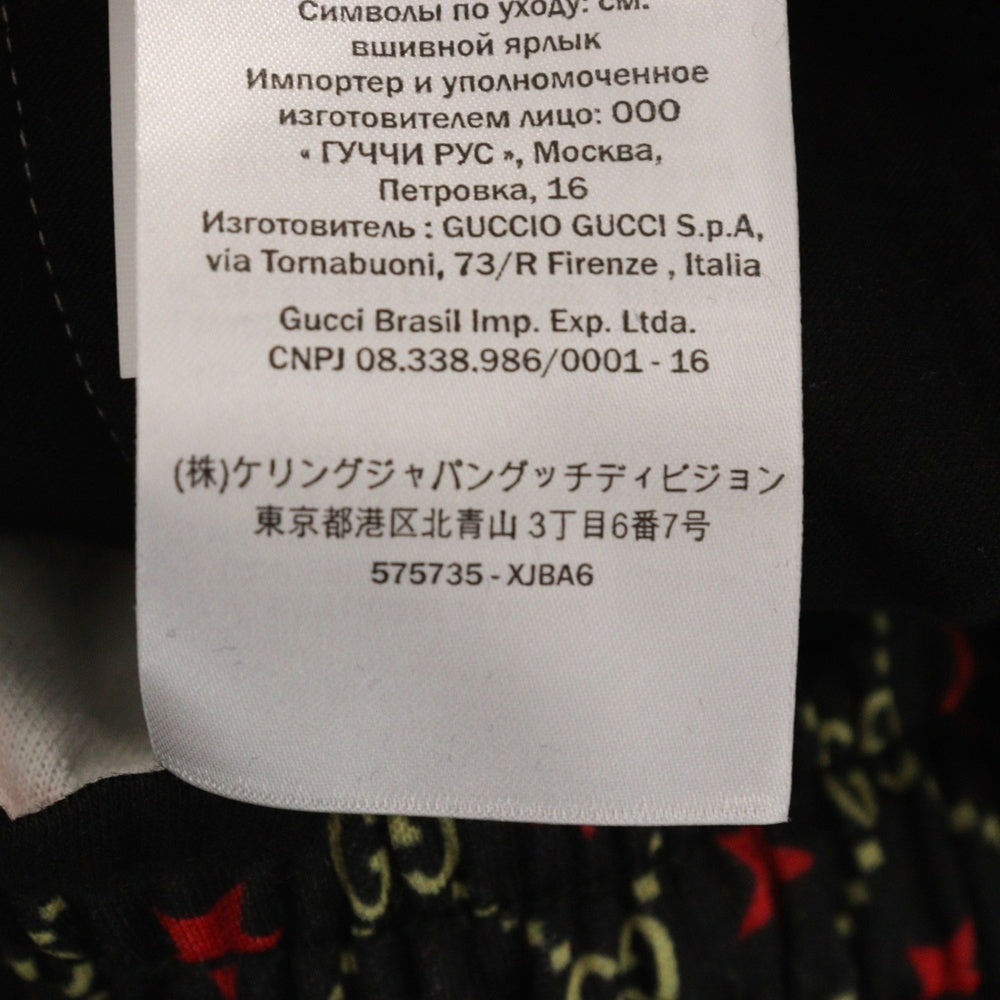 Символы по уходу: см.
вшивной ярлык
Импортер и уполномоченное
изготовителем лицо: ООО
« ГУЧЧИ РУС », Москва,
Петровка, 16
Изготовитель : GUCCIO GUCCI S.p.A,
via Tornabuoni, 73/R Firenze , Italia
Gucci Brasil Imp. Exp. Ltda.
CNPJ 08.338.986/0001 - 16
(株)ケリングジャパングッチディビジョン
東京都港区北青山 3丁目6番7号
575735 - XJBA6